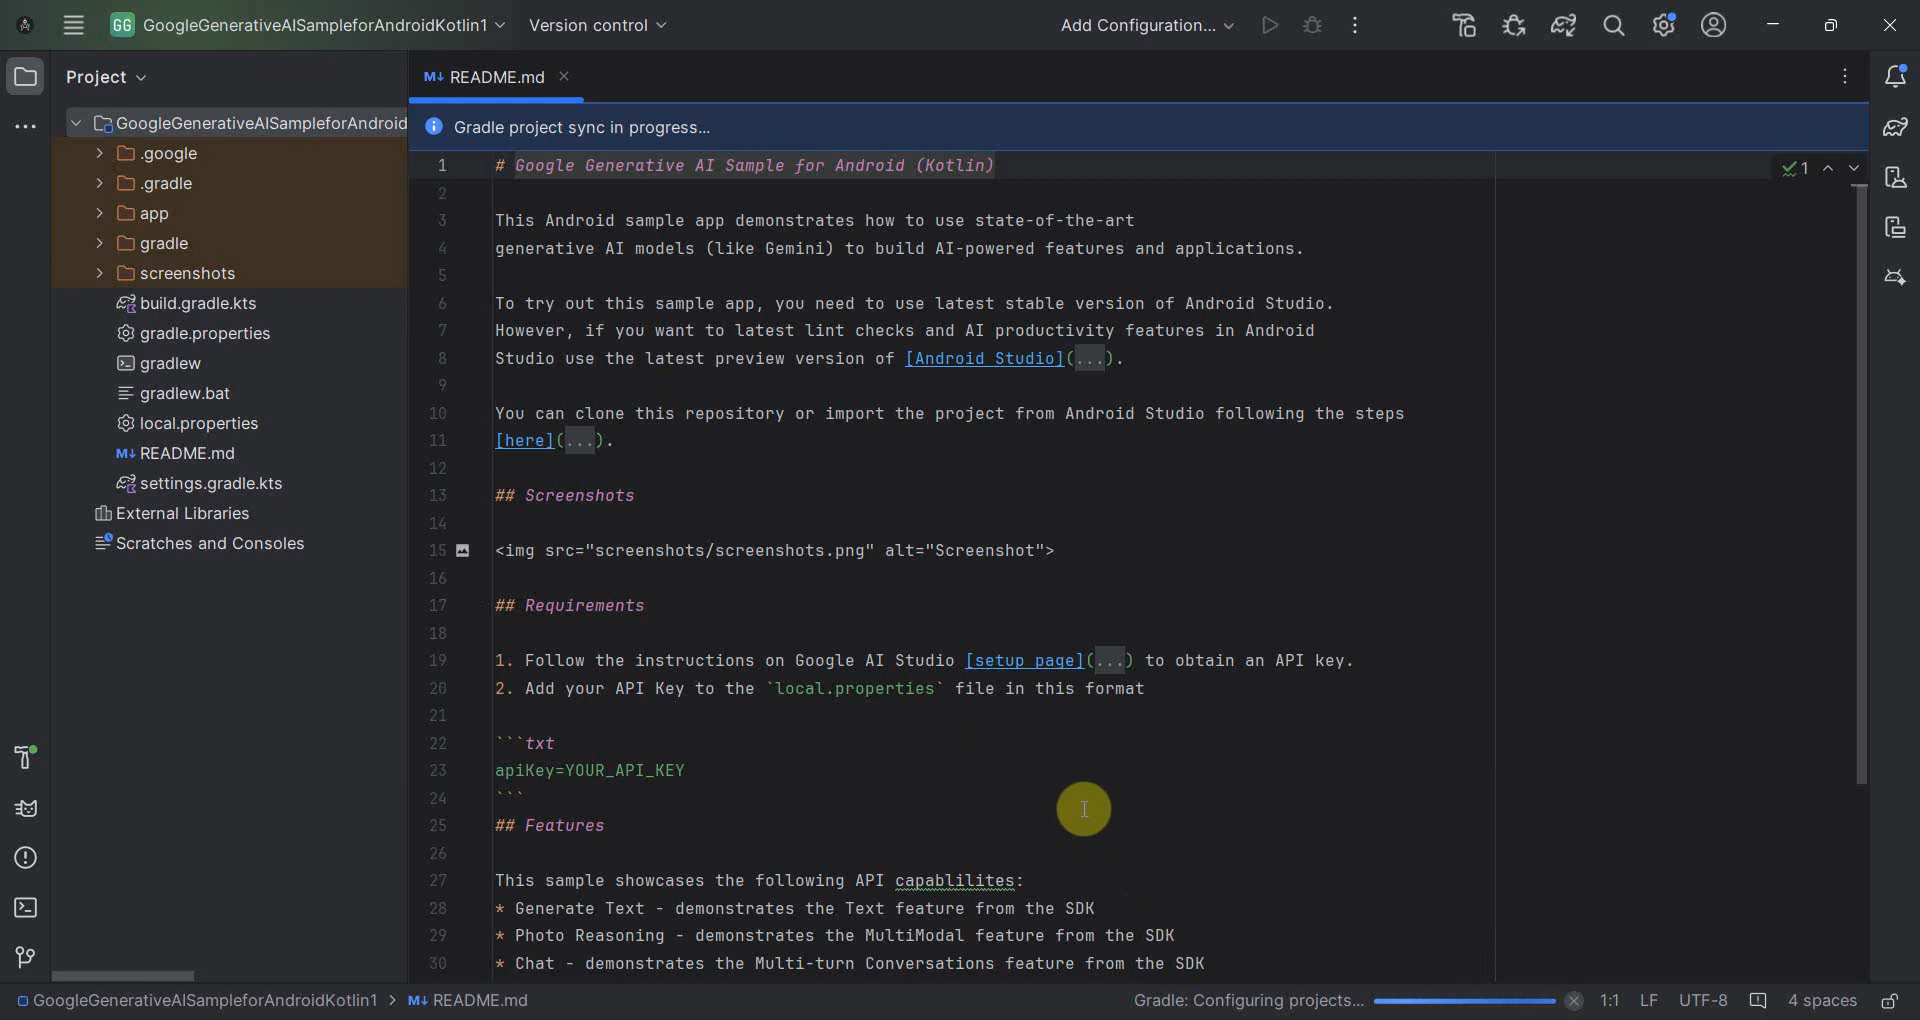 GG GoogleGenerativeAISampleforAndroidKotlin1 Version control Add Configuration...
Project
README.md
GoogleGenerativeAISampleforAndroid
.google
.gradle
app
gradle
screenshots
build.gradle.kts
gradle.properties
gradlew
gradlew.bat
local.properties
M↓ README.md
settings.gradle.kts
External Libraries
Scratches and Consoles
M↓ README.md
Gradle project sync in progress...
1
1 # Google Generative AI Sample for Android (Kotlin)
2
3 This Android sample app demonstrates how to use state-of-the-art
4 generative AI models (like Gemini) to build AI-powered features and applications.
5
6 To try out this sample app, you need to use latest stable version of Android Studio.
7 However, if you want to latest lint checks and AI productivity features in Android
8 Studio use the latest preview version of [Android Studio](...).
9
10 You can clone this repository or import the project from Android Studio following the steps
11 [here](...).
12
13 ## Screenshots
14
15 <img src="screenshots/screenshots.png" alt="Screenshot">
16
17 ## Requirements
18
19 1. Follow the instructions on Google AI Studio [setup page](...) to obtain an API key.
20 2. Add your API Key to the `local.properties` file in this format
21
22 ```txt
23 apiKey=YOUR_API_KEY
24 ```
25 ## Features
26
27 This sample showcases the following API capablilites:
28 * Generate Text - demonstrates the Text feature from the SDK
29 * Photo Reasoning - demonstrates the MultiModal feature from the SDK
30 * Chat - demonstrates the Multi-turn Conversations feature from the SDK
GoogleGenerativeAISampleforAndroidKotlin1 > M↓ README.md Gradle: Configuring projects... 1:1 LF UTF-8 4 spaces